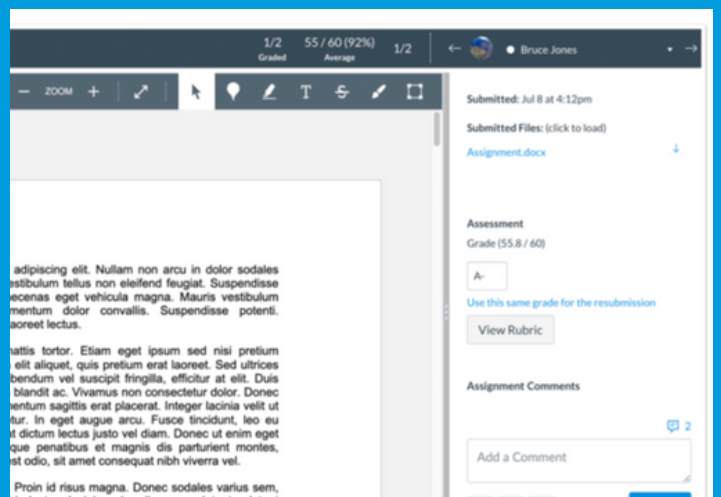 1/2 55 / 60 (92%) 1/2 ← Bruce Jones →
Graded Average
− ZOOM + T S
Submitted: Jul 8 at 4:12pm
Submitted Files: (click to load)
Assignment.docx
Assessment
Grade (55.8 / 60)
A-
Use this same grade for the resubmission
View Rubric
Assignment Comments
2
Add a Comment
adipiscing elit. Nullam non arcu in dolor sodales
estibulum tellus non eleifend feugiat. Suspendisse
ecenas eget vehicula magna. Mauris vestibulum
mentum dolor convallis. Suspendisse potenti.
aoreet lectus.
nattis tortor. Etiam eget ipsum sed nisi pretium
elit aliquet, quis pretium erat laoreet. Sed ultrices
bendum vel suscipit fringilla, efficitur at elit. Duis
blandit ac. Vivamus non consectetur dolor. Donec
mentum sagittis erat placerat. Integer lacinia velit ut
etur. In eget augue arcu. Fusce tincidunt, leo eu
at dictum lectus justo vel diam. Donec ut enim eget
que penatibus et magnis dis parturient montes,
est odio, sit amet consequat nibh viverra vel.
Proin id risus magna. Donec sodales varius sem,